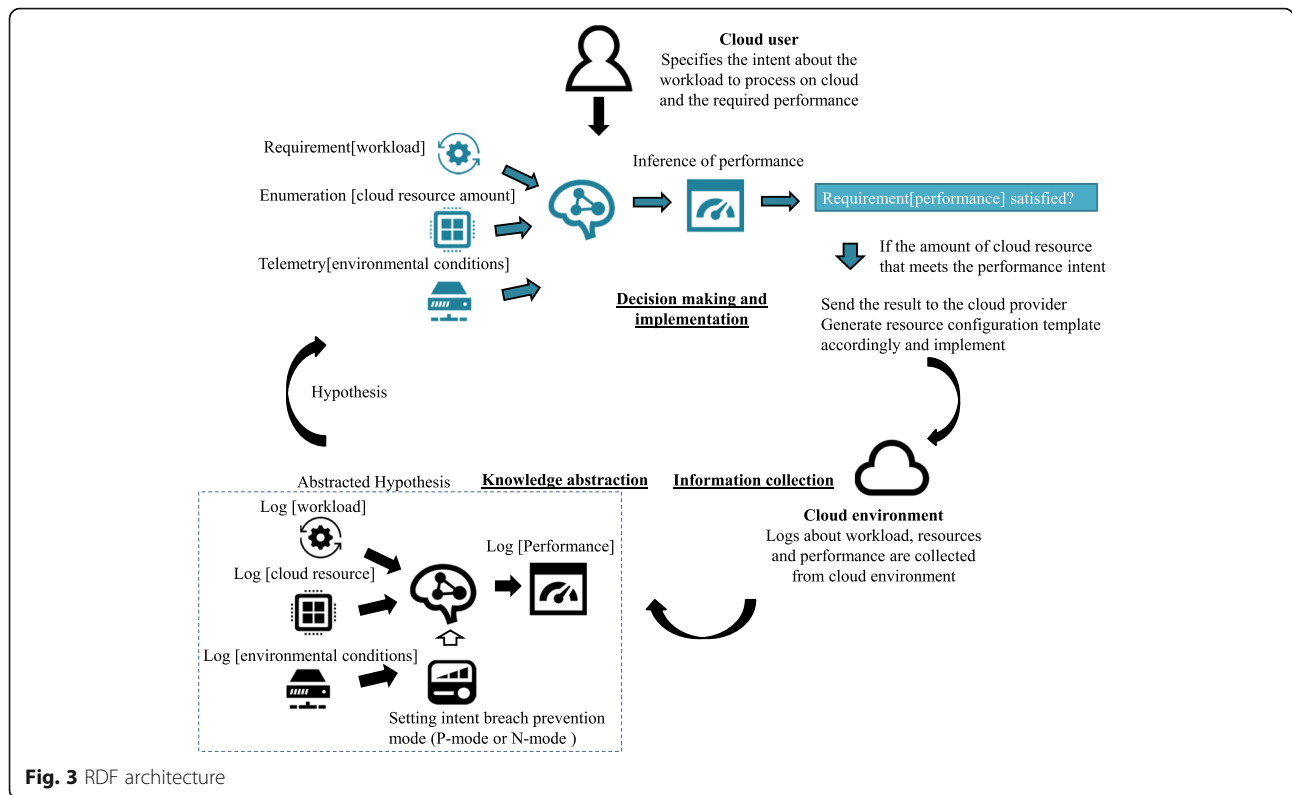 Cloud user
Specifies the intent about the
workload to process on cloud
and the required performance
Requirement[workload]
Enumeration [cloud resource amount]
Telemetry[environmental conditions]
Inference of performance
Requirement[performance] satisfied?
If the amount of cloud resource
that meets the performance intent
Decision making and
implementation
Send the result to the cloud provider
Generate resource configuration template
accordingly and implement
Hypothesis
Abstracted Hypothesis
Knowledge abstraction
Information collection
Cloud environment
Logs about workload, resources
and performance are collected
from cloud environment
Log [workload]
Log [cloud resource]
Log [environmental conditions]
Log [Performance]
Setting intent breach prevention
mode (P-mode or N-mode )
Fig. 3 RDF architecture